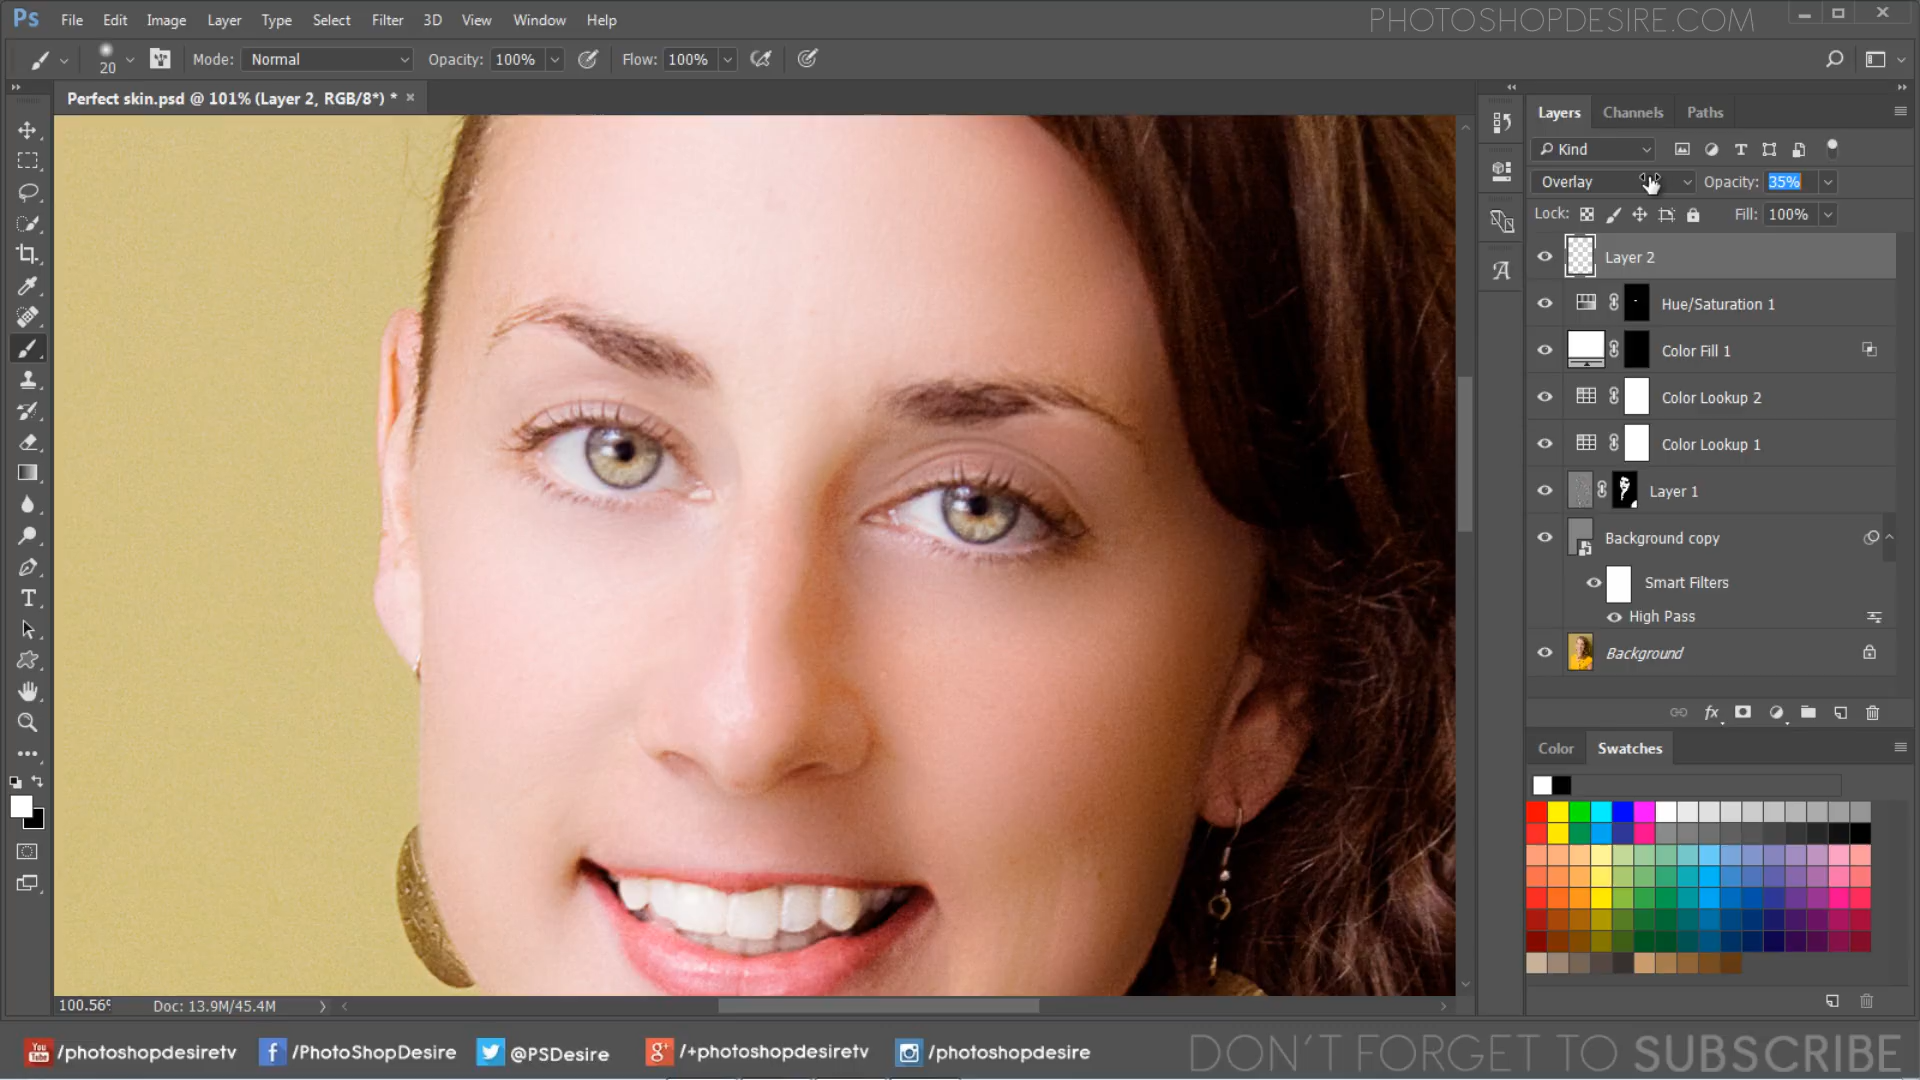 Ps File Edit Image Layer Type Select Filter 3D View Window Help PHOTOSHOPDESIRE.COM
20 Mode: Normal Opacity: 100% Flow: 100%
Perfect skin.psd @ 101% (Layer 2, RGB/8*) * ×
Layers Channels Paths
Kind
Overlay Opacity: 35%
Lock: Fill: 100%
Layer 2
Hue/Saturation 1
Color Fill 1
Color Lookup 2
Color Lookup 1
Layer 1
Background copy
Smart Filters
High Pass
Background
fx
Color Swatches
Doc: 13.9M/45.4M
You Tube /photoshopdesiretv f /PhotoShopDesire @PSDesire g+ /+photoshopdesiretv /photoshopdesire DON'T FORGET TO SUBSCRIBE